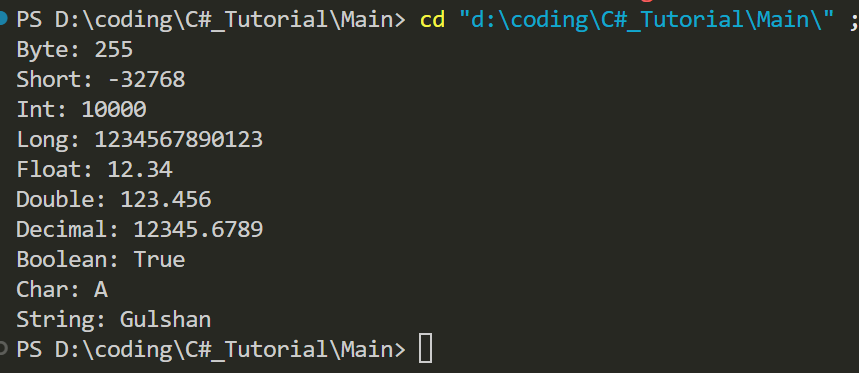 PS D:\coding\C#_Tutorial\Main> cd "d:\coding\C#_Tutorial\Main\" ;
Byte: 255
Short: -32768
Int: 10000
Long: 1234567890123
Float: 12.34
Double: 123.456
Decimal: 12345.6789
Boolean: True
Char: A
String: Gulshan
PS D:\coding\C#_Tutorial\Main>